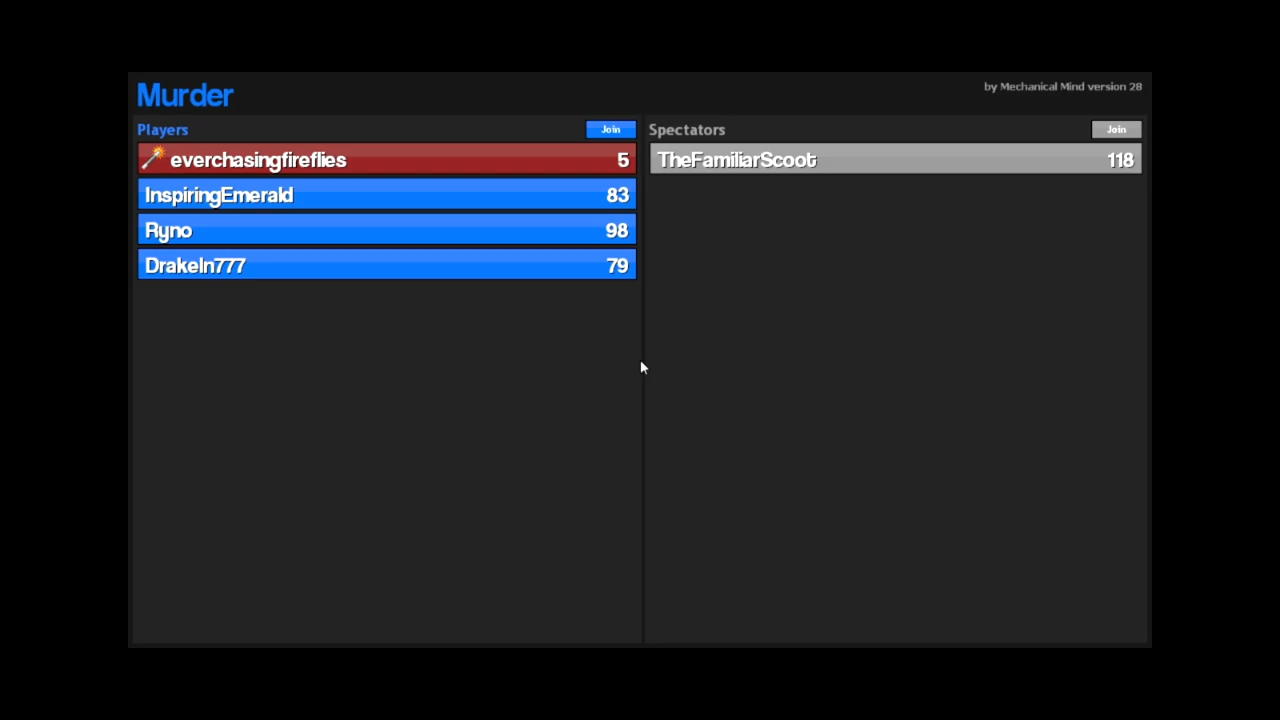 Murder
by Mechanical Mind version 28
Players
Join
everchasingfireflies 5
InspiringEmerald 83
Ryno 98
DrakeIn777 79
Spectators
Join
TheFamiliarScoot 118